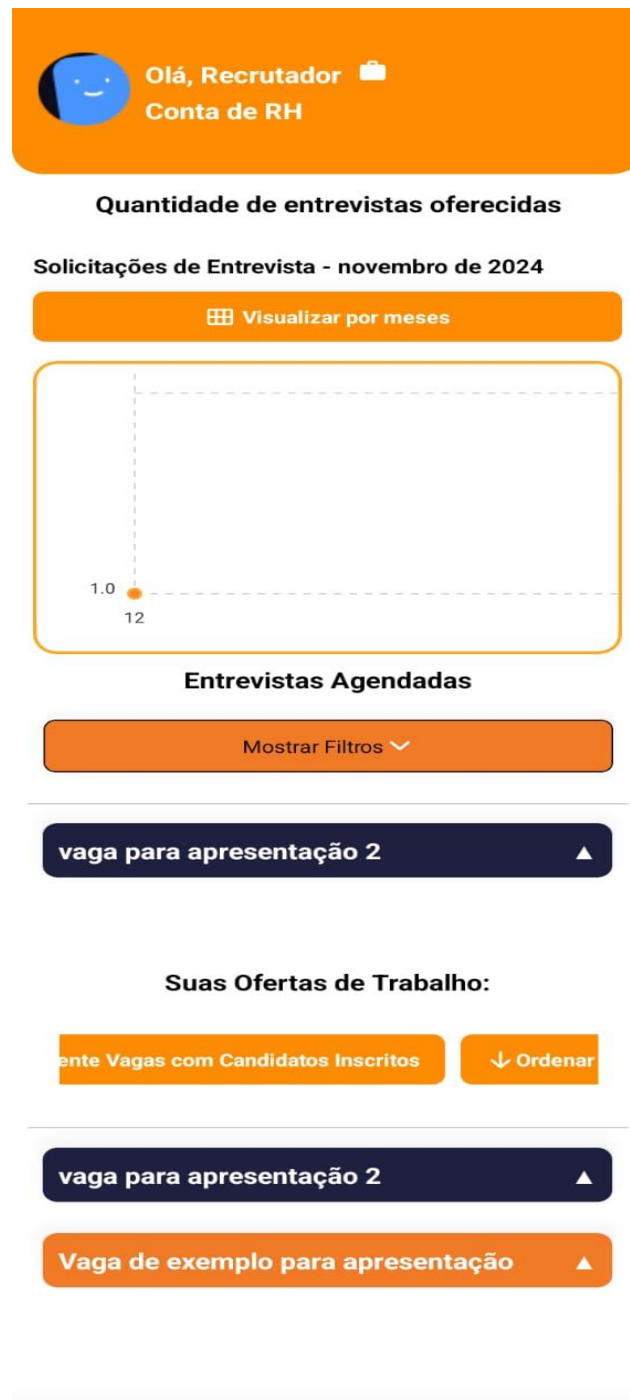 Olá, Recrutador
Conta de RH
Quantidade de entrevistas oferecidas
Solicitações de Entrevista - novembro de 2024
Visualizar por meses
1.0
12
Entrevistas Agendadas
Mostrar Filtros
vaga para apresentação 2
Suas Ofertas de Trabalho:
ente Vagas com Candidatos Inscritos
Ordenar
vaga para apresentação 2
Vaga de exemplo para apresentação